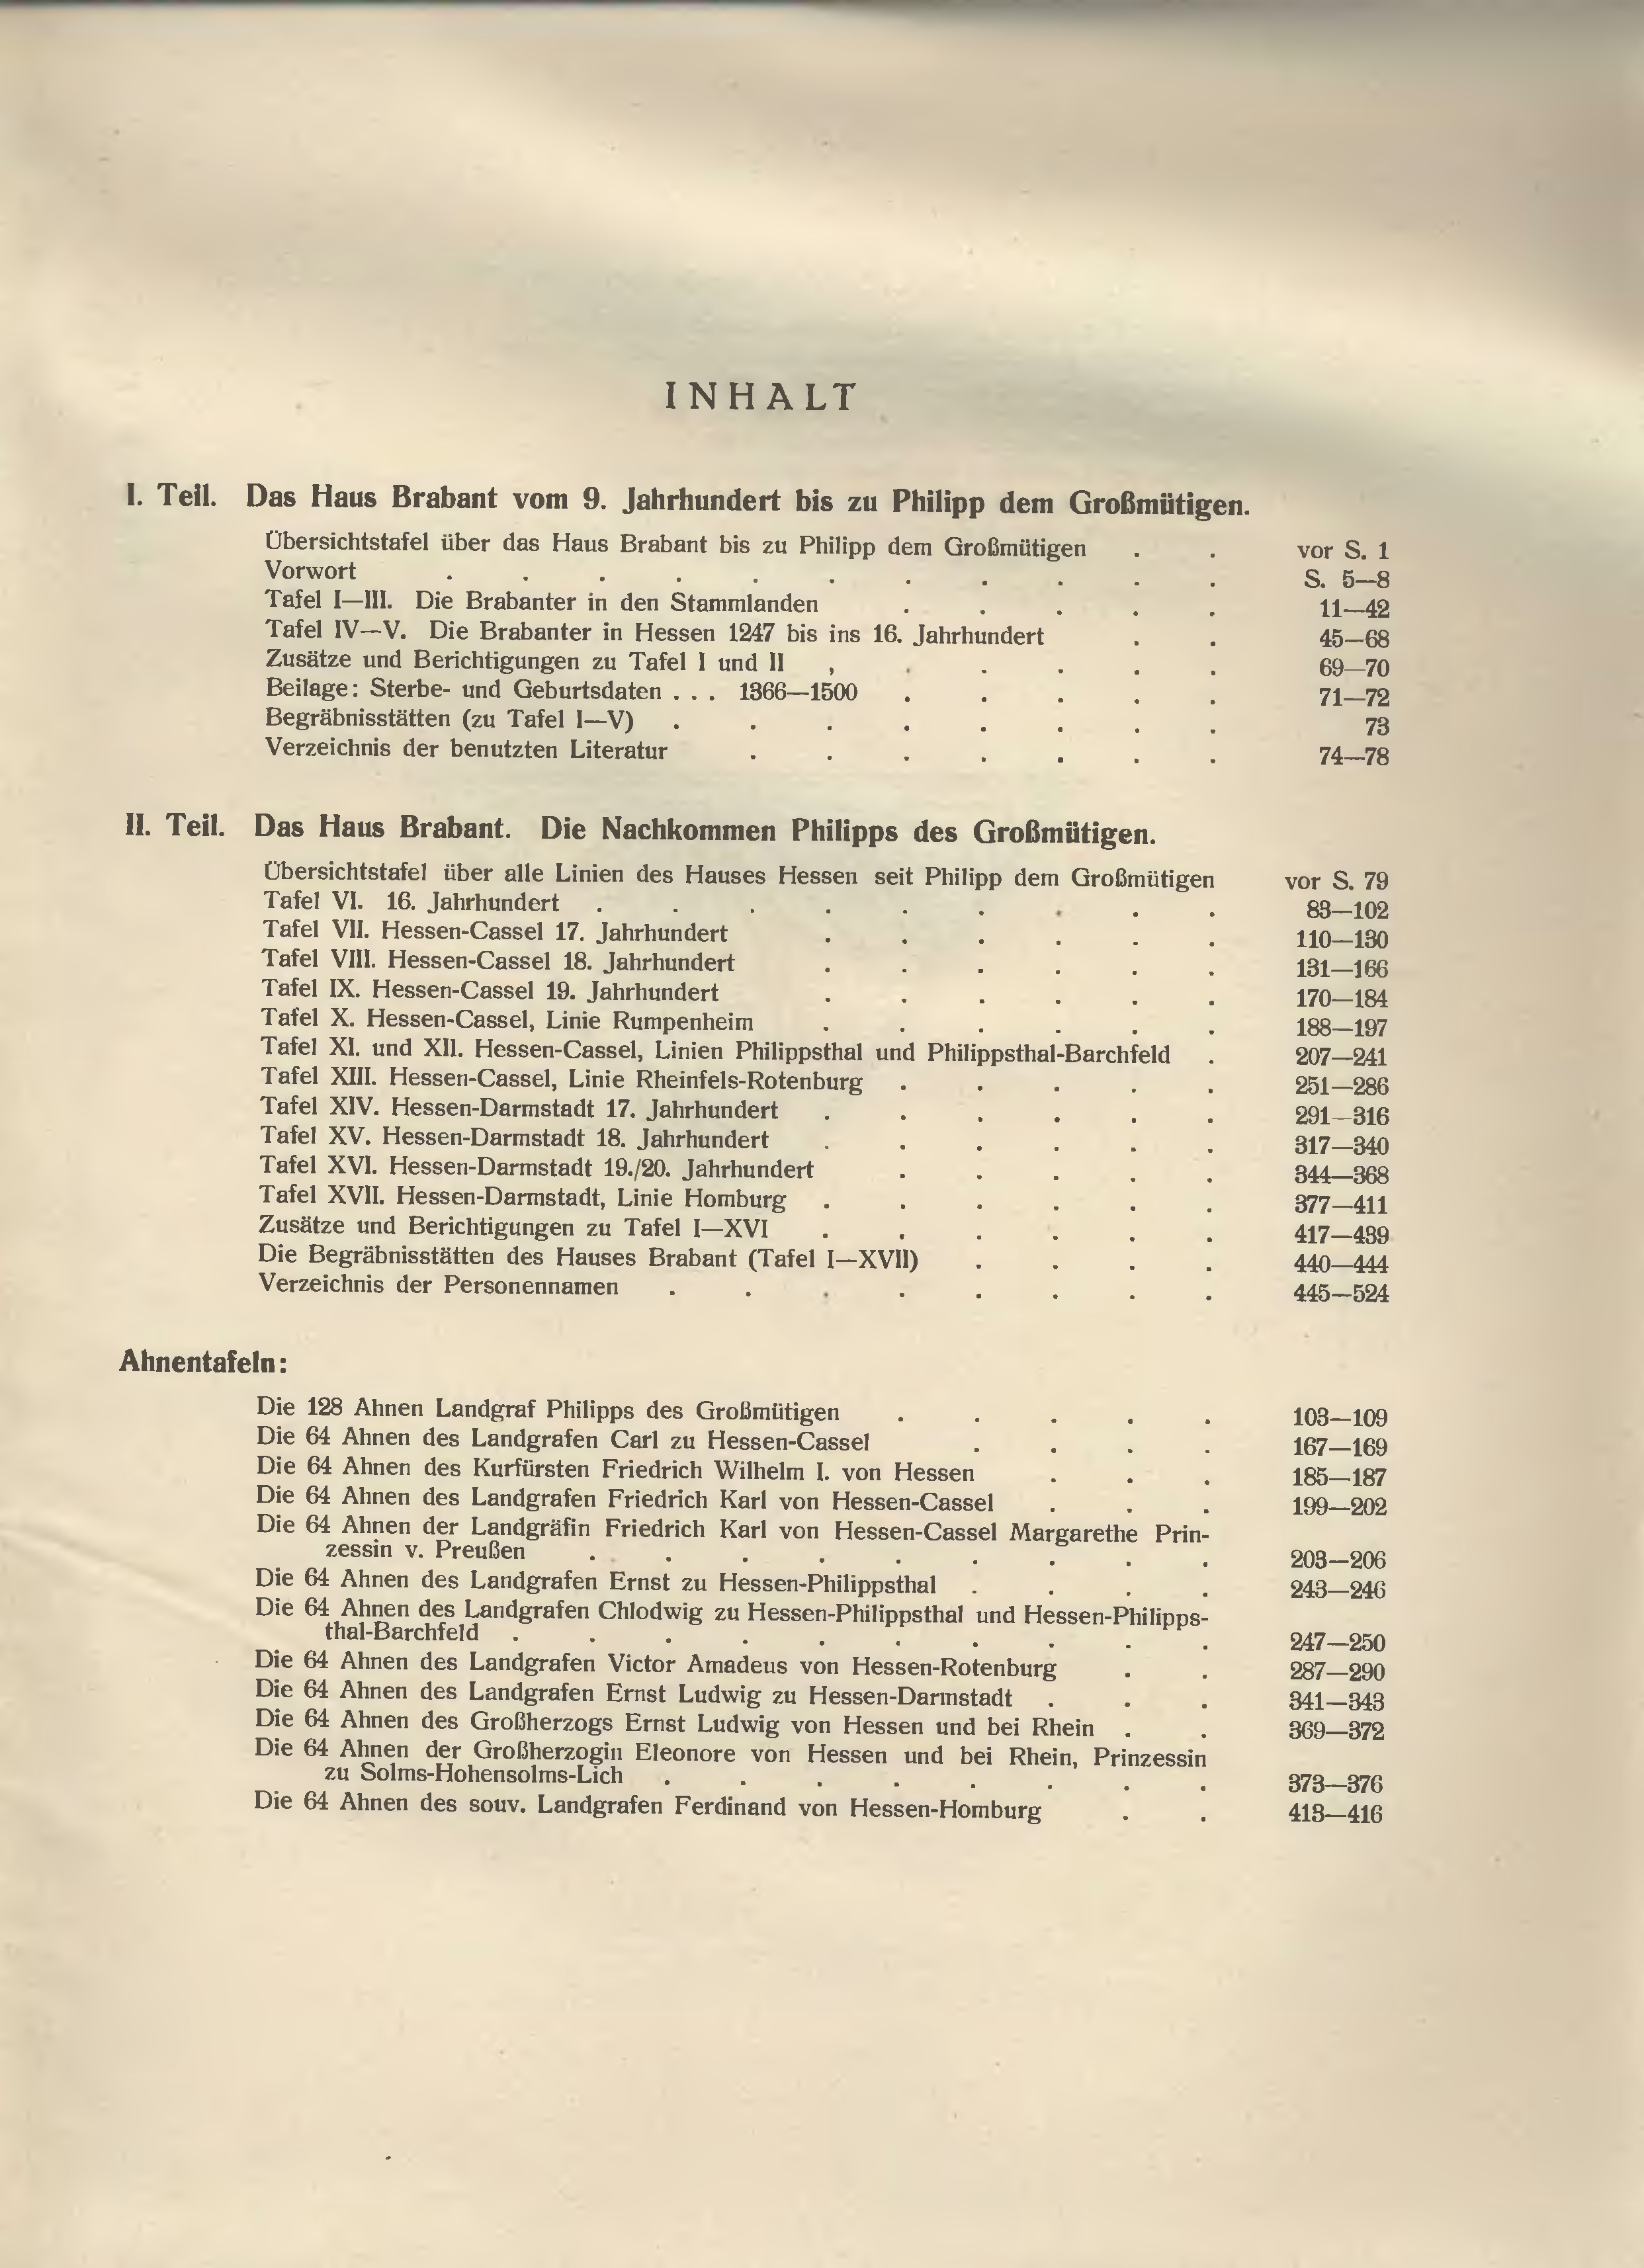 INHALT
I. Teil. Das Haus Brabant vom 9. Jahrhundert bis zu Philipp dem Großmütigen.
Übersichtstafel über das Haus Brabant bis zu Philipp dem Großmütigen . . vor S. 1
Vorwort . . . . . . . . . . . S. 5—8
Tafel I—III. Die Brabanter in den Stammlanden . . . . . 11—42
Tafel IV—V. Die Brabanter in Hessen 1247 bis ins 16. Jahrhundert . . 45—68
Zusätze und Berichtigungen zu Tafel I und II , . . . . . 69—70
Beilage: Sterbe- und Geburtsdaten . . . 1366—1500 . . . . . 71—72
Begräbnisstätten (zu Tafel I—V) . . . . . . . . 73
Verzeichnis der benutzten Literatur . . . . . . . 74—78
II. Teil. Das Haus Brabant. Die Nachkommen Philipps des Großmütigen.
Übersichtstafel über alle Linien des Hauses Hessen seit Philipp dem Großmütigen vor S. 79
Tafel VI. 16. Jahrhundert . . . . . . . . . 83—102
Tafel VII. Hessen-Cassel 17. Jahrhundert . . . . . . 110—130
Tafel VIII. Hessen-Cassel 18. Jahrhundert . . . . . . 131—166
Tafel IX. Hessen-Cassel 19. Jahrhundert . . . . . . 170—184
Tafel X. Hessen-Cassel, Linie Rumpenheim . . . . . . 188—197
Tafel XI. und XII. Hessen-Cassel, Linien Philippsthal und Philippsthal-Barchfeld . 207—241
Tafel XIII. Hessen-Cassel, Linie Rheinfels-Rotenburg . . . . . 251—286
Tafel XIV. Hessen-Darmstadt 17. Jahrhundert . . . . . . 291—316
Tafel XV. Hessen-Darmstadt 18. Jahrhundert . . . . . . 317—340
Tafel XVI. Hessen-Darmstadt 19./20. Jahrhundert . . . . . 344—368
Tafel XVII. Hessen-Darmstadt, Linie Homburg . . . . . . 377—411
Zusätze und Berichtigungen zu Tafel I—XVI . . . . . . 417—439
Die Begräbnisstätten des Hauses Brabant (Tafel I—XVII) . . . . 440—444
Verzeichnis der Personennamen . . . . . . . . 445—524
Ahnentafeln:
Die 128 Ahnen Landgraf Philipps des Großmütigen . . . . . 103—109
Die 64 Ahnen des Landgrafen Carl zu Hessen-Cassel . . . . 167—169
Die 64 Ahnen des Kurfürsten Friedrich Wilhelm I. von Hessen . . . 185—187
Die 64 Ahnen des Landgrafen Friedrich Karl von Hessen-Cassel . . . 199—202
Die 64 Ahnen der Landgräfin Friedrich Karl von Hessen-Cassel Margarethe Prin-
zessin v. Preußen . . . . . . . . . 203—206
Die 64 Ahnen des Landgrafen Ernst zu Hessen-Philippsthal . . . . 243—246
Die 64 Ahnen des Landgrafen Chlodwig zu Hessen-Philippsthal und Hessen-Philipps-
thal-Barchfeld . . . . . . . . . . 247—250
Die 64 Ahnen des Landgrafen Victor Amadeus von Hessen-Rotenburg . . 287—290
Die 64 Ahnen des Landgrafen Ernst Ludwig zu Hessen-Darmstadt . . . 341—343
Die 64 Ahnen des Großherzogs Ernst Ludwig von Hessen und bei Rhein . . 369—372
Die 64 Ahnen der Großherzogin Eleonore von Hessen und bei Rhein, Prinzessin
zu Solms-Hohensolms-Lich . . . . . . . . 373—376
Die 64 Ahnen des souv. Landgrafen Ferdinand von Hessen-Homburg . . 413—416